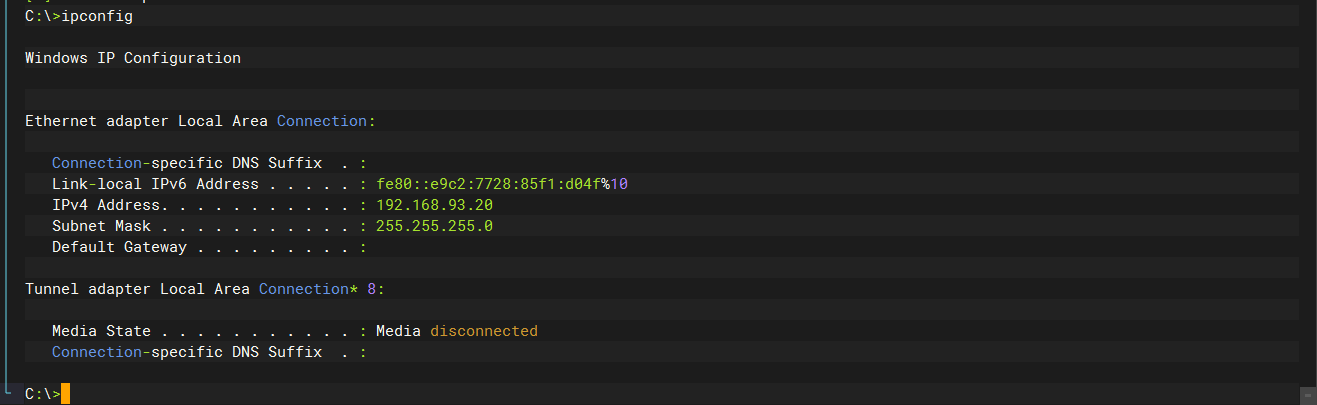 C:\>ipconfig
Windows IP Configuration
Ethernet adapter Local Area Connection:
   Connection-specific DNS Suffix  . :
   Link-local IPv6 Address . . . . . : fe80::e9c2:7728:85f1:d04f%10
   IPv4 Address. . . . . . . . . . . : 192.168.93.20
   Subnet Mask . . . . . . . . . . . : 255.255.255.0
   Default Gateway . . . . . . . . . :
Tunnel adapter Local Area Connection* 8:
   Media State . . . . . . . . . . . : Media disconnected
   Connection-specific DNS Suffix  . :
C:\>